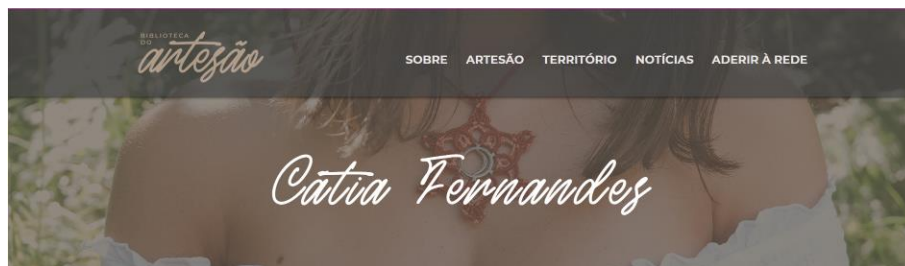 BIBLIOTECA
DO
artesão
SOBRE ARTESÃO TERRITÓRIO NOTÍCIAS ADERIR À REDE
Cátia Fernandes